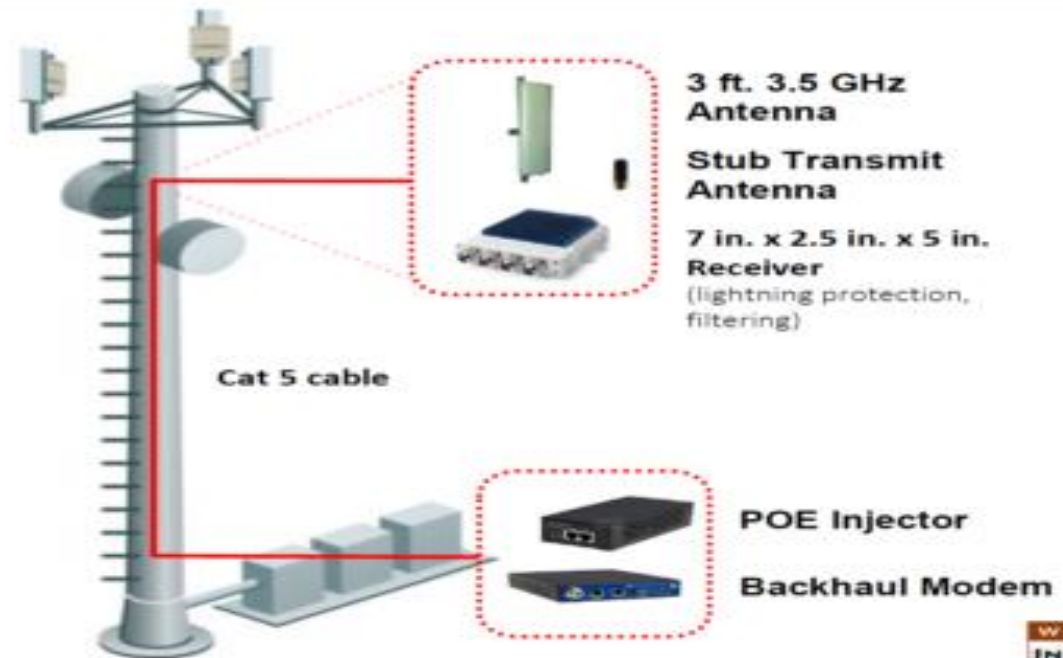 3 ft. 3.5 GHz
Antenna
Stub Transmit
Antenna
7 in. x 2.5 in. x 5 in.
Receiver
(lightning protection,
filtering)
Cat 5 cable
POE Injector
Backhaul Modem
W
IN